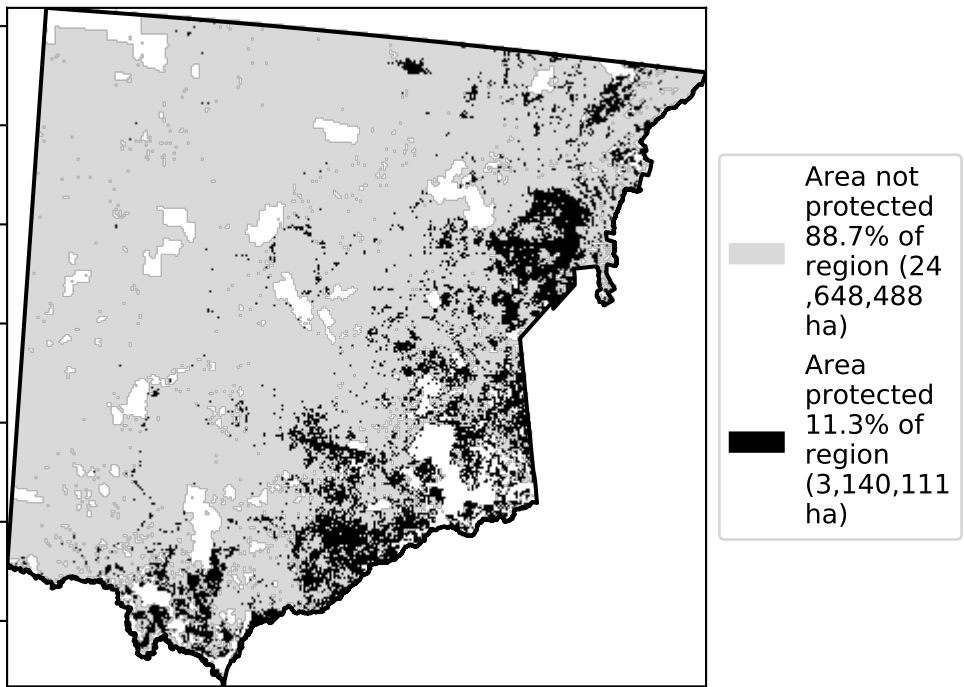 Area not
protected
88.7% of
region (24
,648,488
ha)
Area
protected
11.3% of
region
(3,140,111
ha)